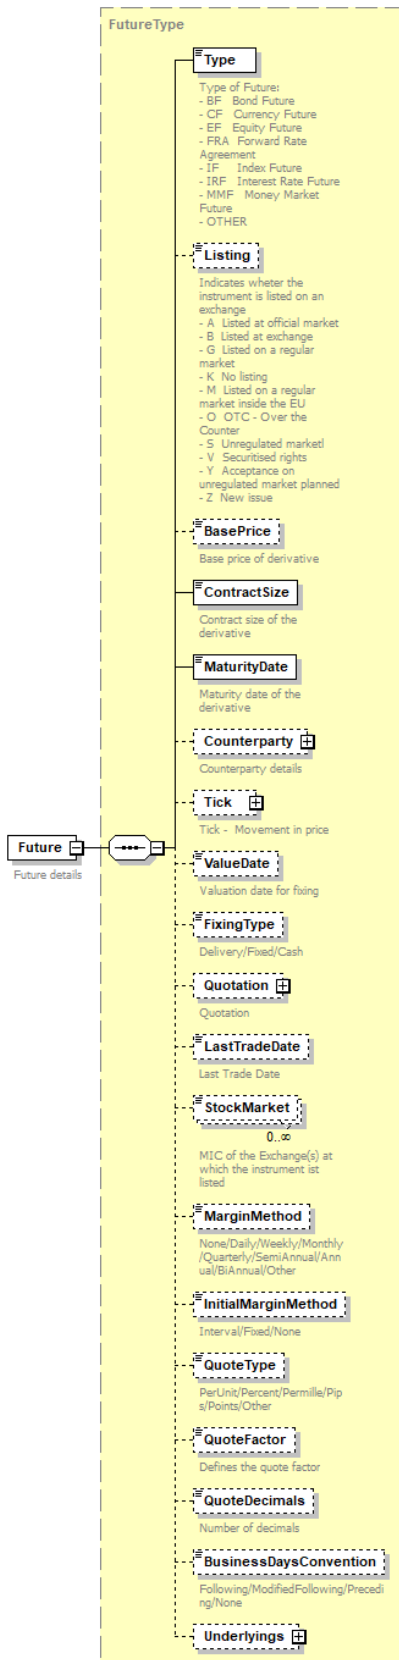 FutureType
Type
Type of Future:
- BF Bond Future
- CF Currency Future
- EF Equity Future
- FRA Forward Rate
Agreement
- IF Index Future
- IRF Interest Rate Future
- MMF Money Market
Future
- OTHER
Listing
Indicates wheter the
instrument is listed on an
exchange
- A Listed at official market
- B Listed at exchange
- G Listed on a regular
market
- K No listing
- M Listed on a regular
market inside the EU
- O OTC - Over the
Counter
- S Unregulated marketl
- V Securitised rights
- Y Acceptance on
unregulated market planned
- Z New issue
BasePrice
Base price of derivative
ContractSize
Contract size of the
derivative
MaturityDate
Maturity date of the
derivative
Counterparty
Counterparty details
Tick
Tick - Movement in price
Future
Future details
ValueDate
Valuation date for fixing
FixingType
Delivery/Fixed/Cash
Quotation
Quotation
LastTradeDate
Last Trade Date
StockMarket
0..∞
MIC of the Exchange(s) at
which the instrument ist
listed
MarginMethod
None/Daily/Weekly/Monthly
/Quarterly/SemiAnnual/Ann
ual/BiAnnual/Other
InitialMarginMethod
Interval/Fixed/None
QuoteType
PerUnit/Percent/Permille/Pip
s/Points/Other
QuoteFactor
Defines the quote factor
QuoteDecimals
Number of decimals
BusinessDaysConvention
Following/ModifiedFollowing/Precedi
ng/None
Underlyings